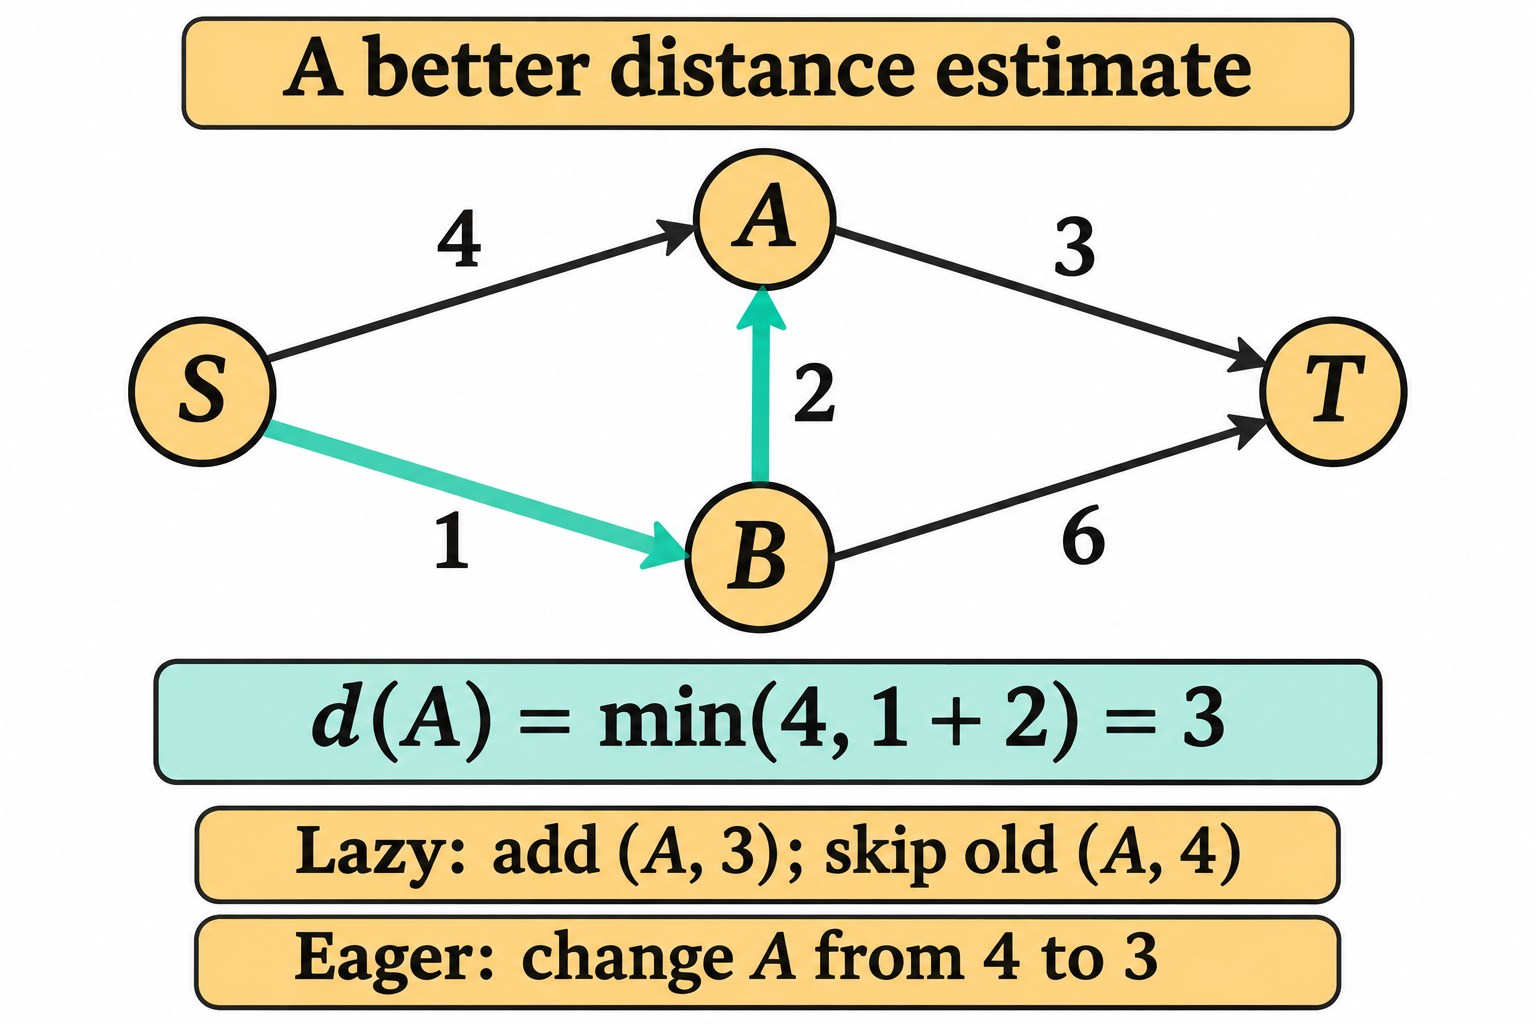 A better distance estimate
A
4
3
S
T
2
1
B
6
d(A) = min(4, 1 + 2) = 3
Lazy: add (A, 3); skip old (A, 4)
Eager: change A from 4 to 3